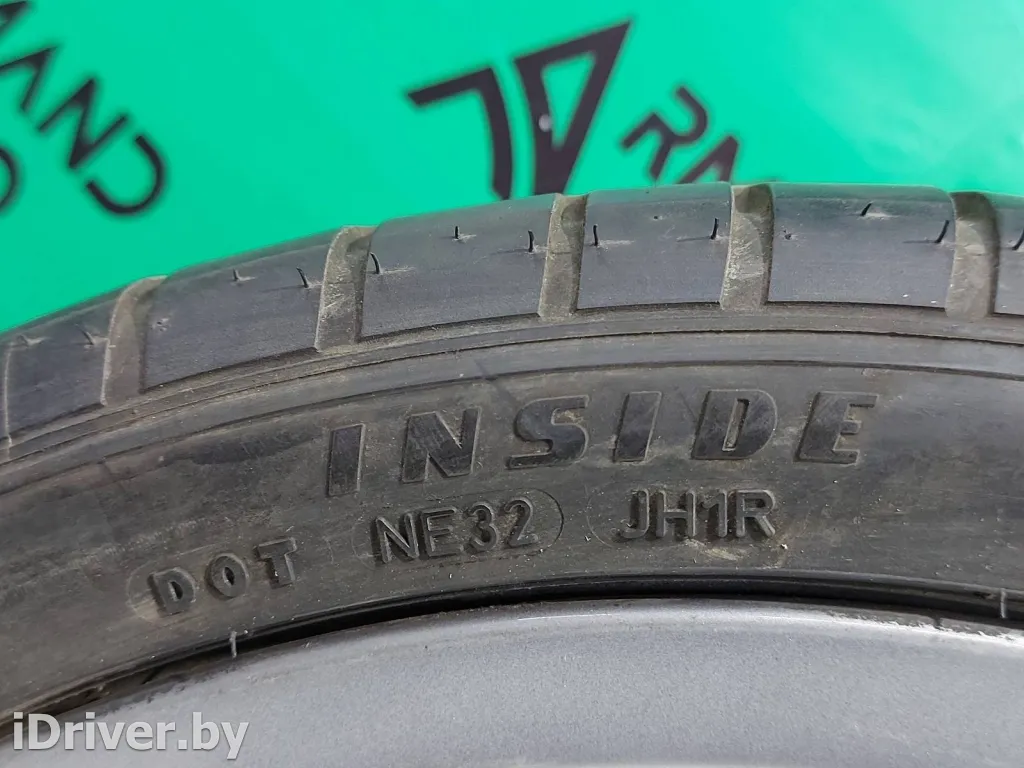 INSIDE
DOT NE32 JH1R
iDriver.by